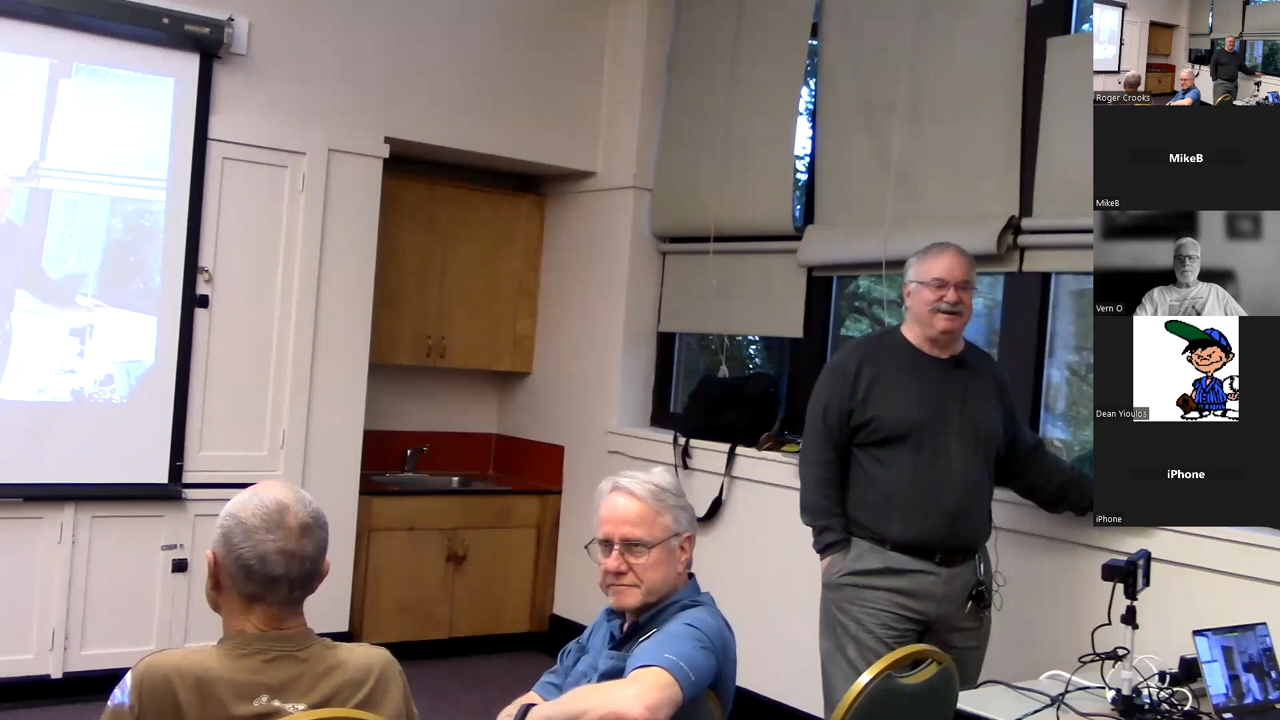 Roger Crooks
MikeB
MikeB
Vern O
Dean Yioulos
iPhone
iPhone